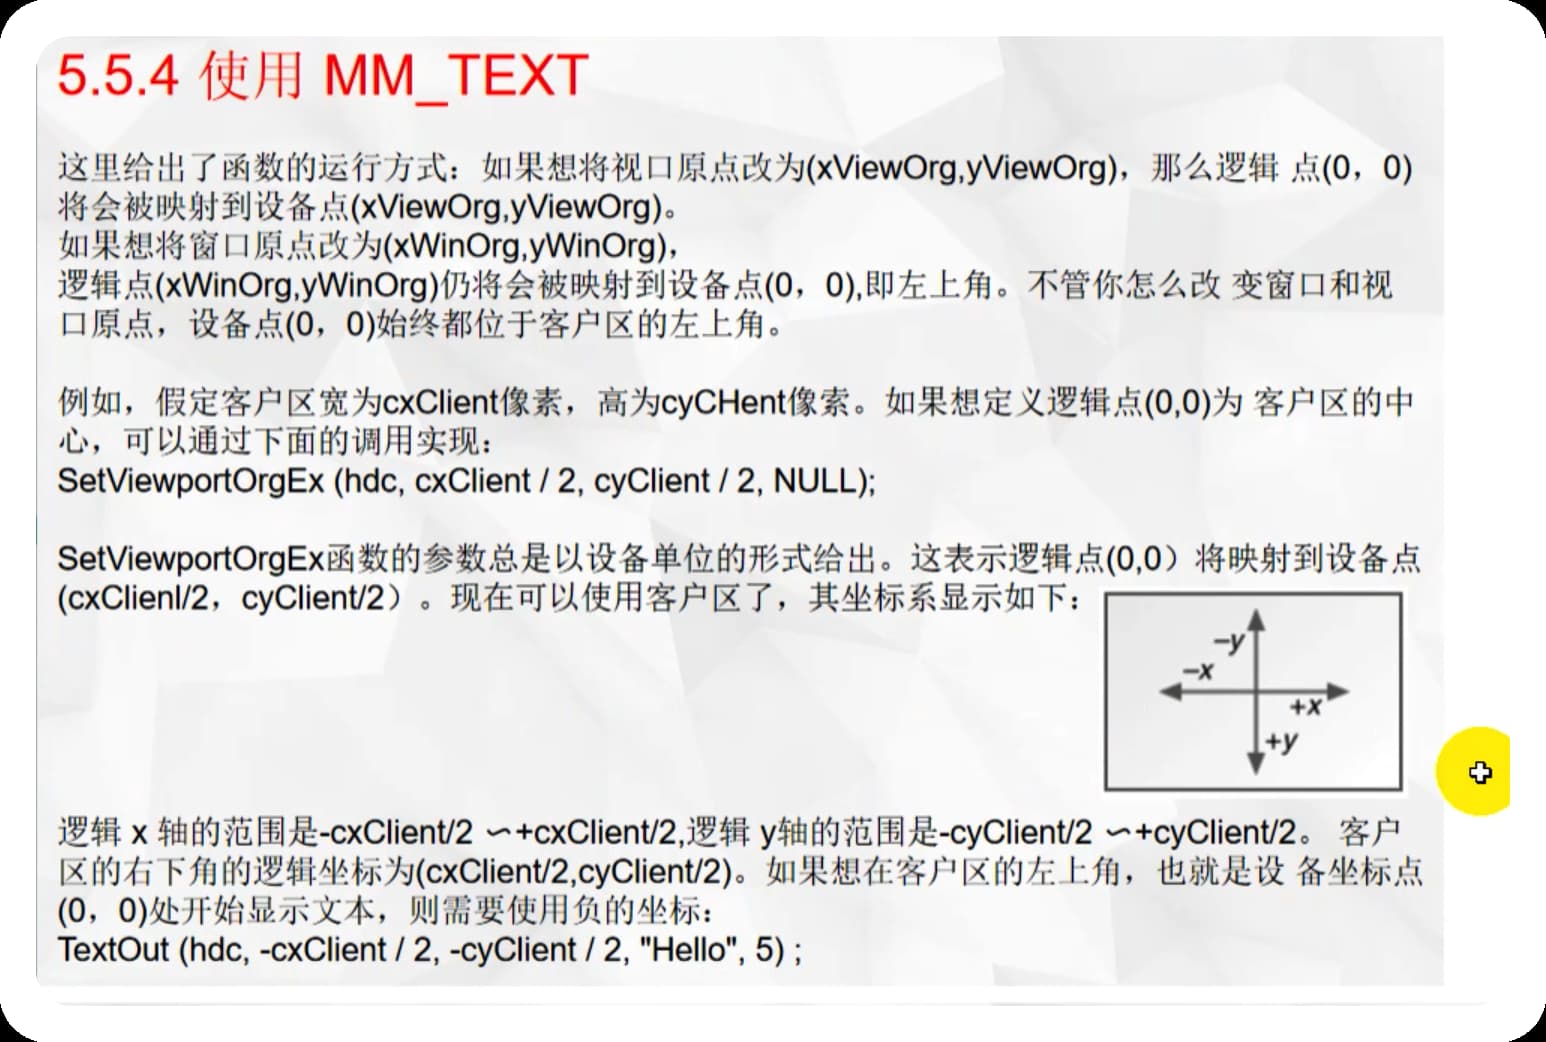 5.5.4 使用 MM_TEXT
这里给出了函数的运行方式：如果想将视口原点改为(xViewOrg,yViewOrg)，那么逻辑 点(0，0)
将会被映射到设备点(xViewOrg,yViewOrg)。
如果想将窗口原点改为(xWinOrg,yWinOrg)，
逻辑点(xWinOrg,yWinOrg)仍将会被映射到设备点(0，0),即左上角。不管你怎么改 变窗口和视
口原点，设备点(0，0)始终都位于客户区的左上角。
例如，假定客户区宽为cxClient像素，高为cyCHent像索。如果想定义逻辑点(0,0)为 客户区的中
心，可以通过下面的调用实现：
SetViewportOrgEx (hdc, cxClient / 2, cyClient / 2, NULL);
SetViewportOrgEx函数的参数总是以设备单位的形式给出。这表示逻辑点(0,0）将映射到设备点
(cxClienl/2，cyClient/2）。现在可以使用客户区了，其坐标系显示如下：
–y
–x
+x
+y
逻辑 x 轴的范围是-cxClient/2 〜+cxClient/2,逻辑 y轴的范围是-cyClient/2 〜+cyClient/2。 客户
区的右下角的逻辑坐标为(cxClient/2,cyClient/2)。如果想在客户区的左上角，也就是设 备坐标点
(0，0)处开始显示文本，则需要使用负的坐标：
TextOut (hdc, -cxClient / 2, -cyClient / 2, "Hello", 5) ;